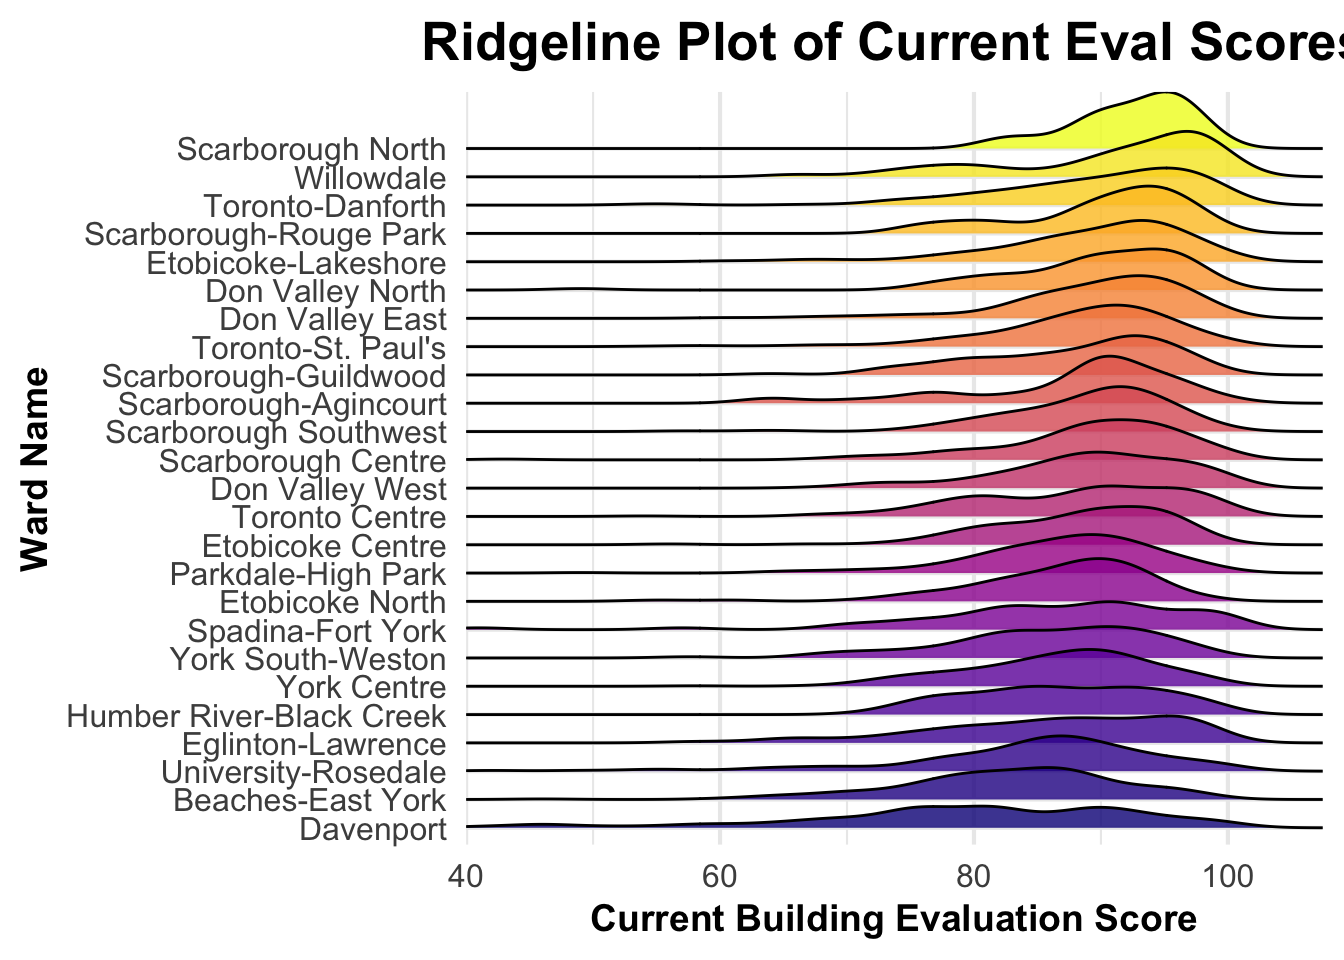 Ridgeline Plot of Current Eval Scores
Scarborough North
Willowdale
Toronto-Danforth
Scarborough-Rouge Park
Etobicoke-Lakeshore
Don Valley North
Don Valley East
Toronto-St. Paul's
Scarborough-Guildwood
Scarborough-Agincourt
Scarborough Southwest
Scarborough Centre
Don Valley West
Toronto Centre
Etobicoke Centre
Parkdale-High Park
Etobicoke North
Spadina-Fort York
York South-Weston
York Centre
Humber River-Black Creek
Eglinton-Lawrence
University-Rosedale
Beaches-East York
Davenport
Ward Name
40 60 80 100
Current Building Evaluation Score